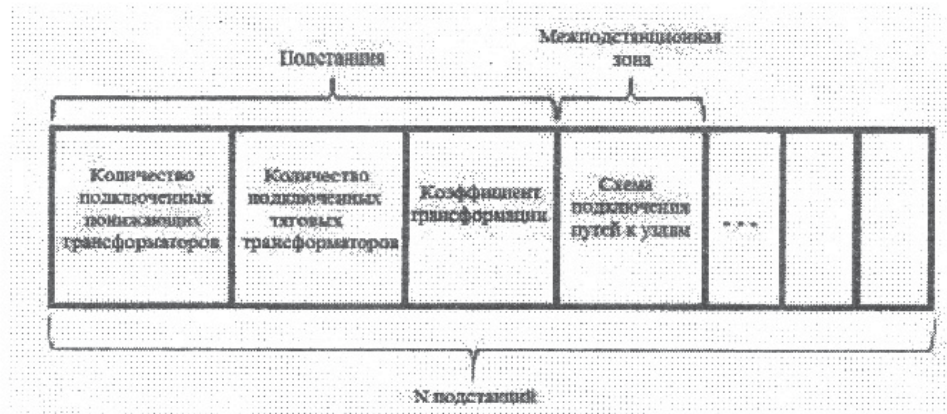 Межподстанционная
зона
Подстанция
Количество
подключенных
понижающих
трансформаторов
Количество
подключенных
тяговых
трансформаторов
Коэффициент
трансформации
Схема
подключения
путей к узлам
...
N подстанций